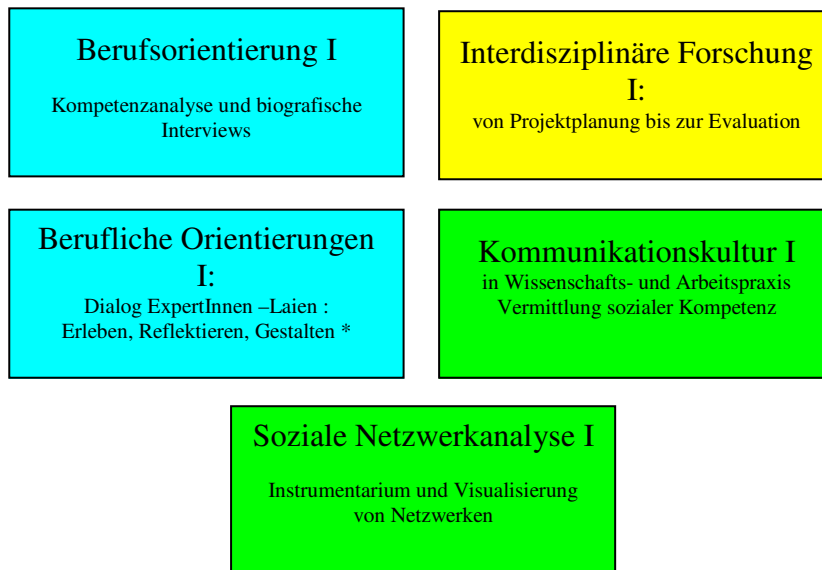 Berufsorientierung I
Kompetenzanalyse und biografische
Interviews
Interdisziplinäre Forschung
I:
von Projektplanung bis zur Evaluation
Berufliche Orientierungen
I:
Dialog ExpertInnen –Laien :
Erleben, Reflektieren, Gestalten *
Kommunikationskultur I
in Wissenschafts- und Arbeitspraxis
Vermittlung sozialer Kompetenz
Soziale Netzwerkanalyse I
Instrumentarium und Visualisierung
von Netzwerken